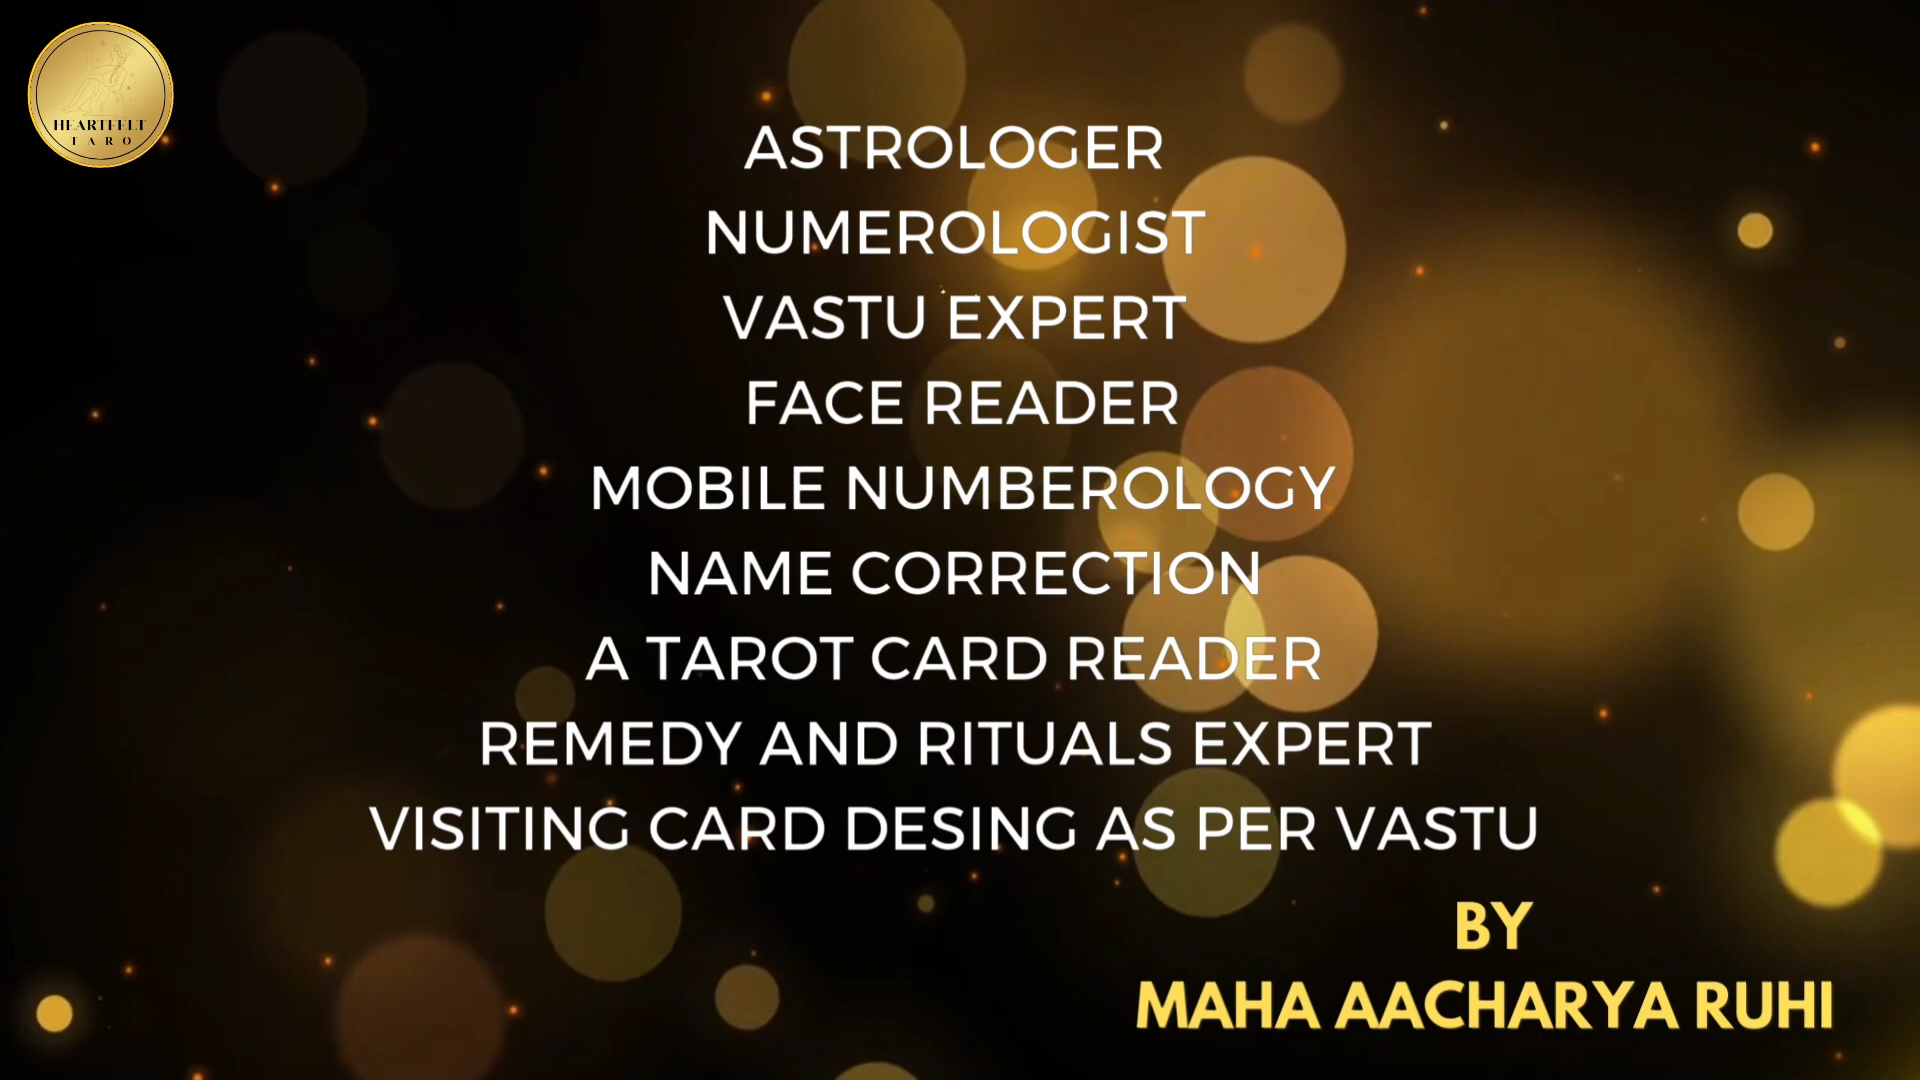 HEARTFELT
TARO
ASTROLOGER
NUMEROLOGIST
VASTU EXPERT
FACE READER
MOBILE NUMBEROLOGY
NAME CORRECTION
A TAROT CARD READER
REMEDY AND RITUALS EXPERT
VISITING CARD DESING AS PER VASTU
BY
MAHA AACHARYA RUHI